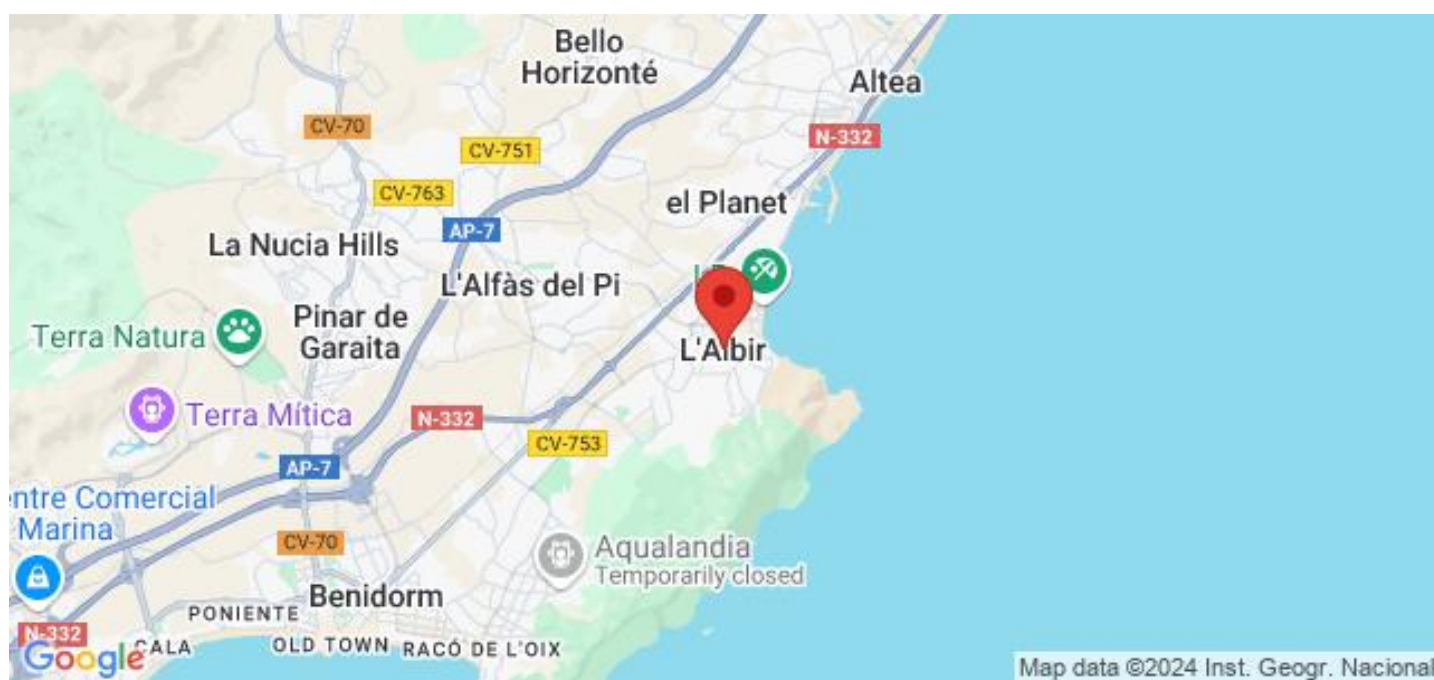 Bello
Horizonté
Altea
CV-70
N-332
CV-751
CV-763
el Planet
AP-7
La Nucia Hills
L'Alfàs del Pi
Pinar de
Garaita
Terra Natura
L'Albir
Terra Mítica
N-332
CV-753
AP-7
entre Comercial
Marina
CV-70
Aqualandia
Temporarily closed
Benidorm
PONIENTE
N-332
CALA
OLD TOWN
RACÓ DE L'OIX
Google
Map data ©2024 Inst. Geogr. Nacional